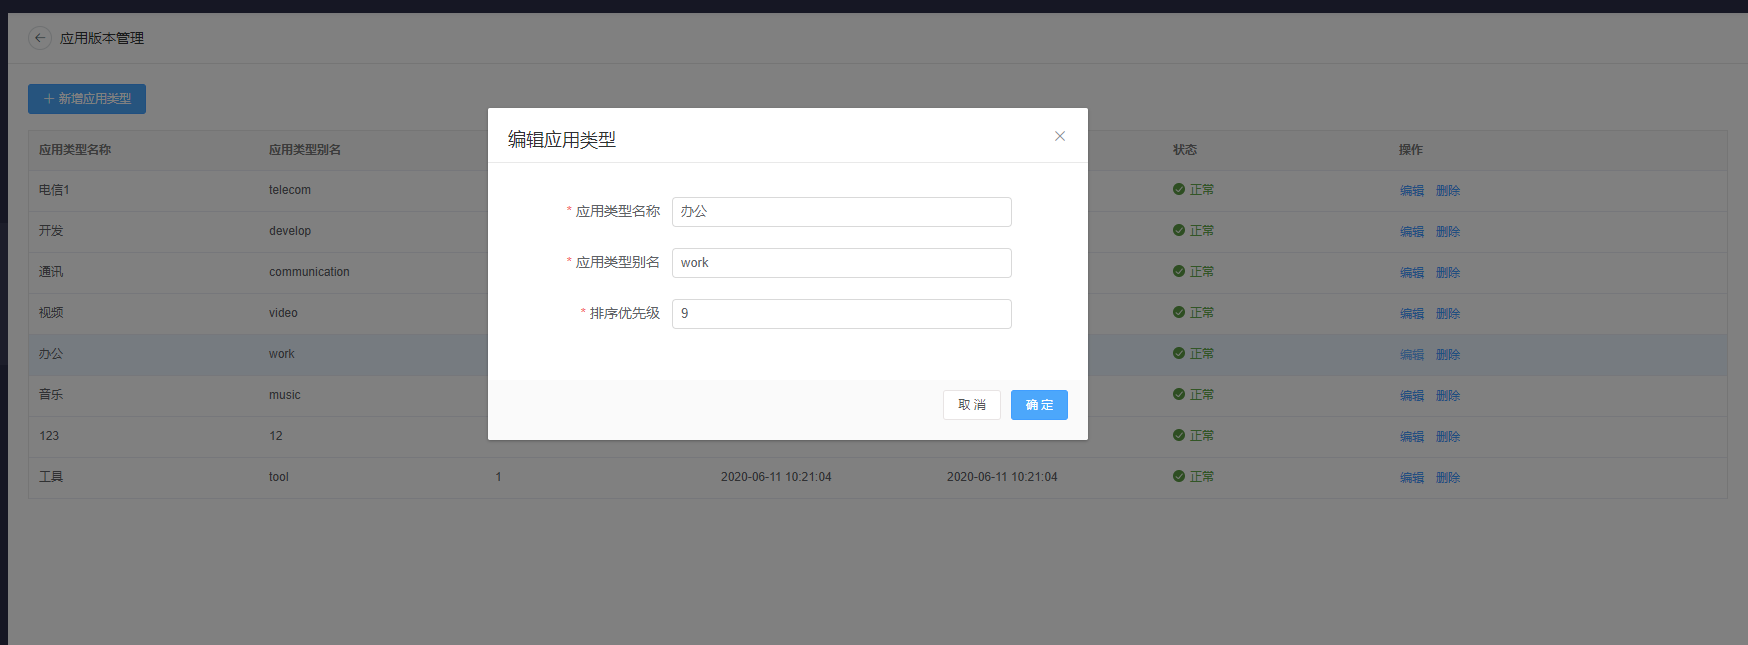 应用版本管理
新增应用类型
应用类型名称 应用类型别名 状态 操作
电信1 telecom 正常 编辑 删除
开发 develop 正常 编辑 删除
通讯 communication 正常 编辑 删除
视频 video 正常 编辑 删除
办公 work 正常 编辑 删除
音乐 music 正常 编辑 删除
123 12 正常 编辑 删除
工具 tool 1 2020-06-11 10:21:04 2020-06-11 10:21:04 正常 编辑 删除
编辑应用类型
* 应用类型名称 办公
* 应用类型别名 work
* 排序优先级 9
取消 确定